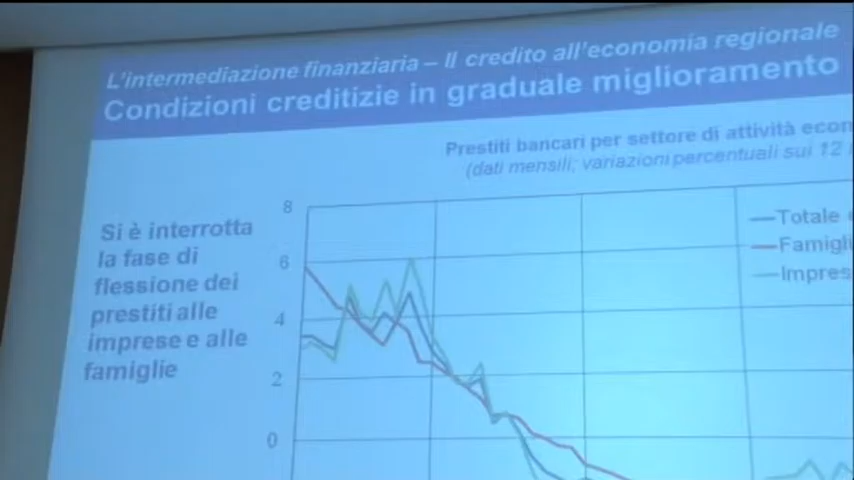 L'intermediazione finanziaria – Il credito all'economia regionale
Condizioni creditizie in graduale miglioramento
Prestiti bancari per settore di attività
(dati mensili; variazioni percentuali sui 12
Si è interrotta
la fase di
flessione dei
prestiti alle
imprese e alle
famiglie
8
6
4
2
0
Totale